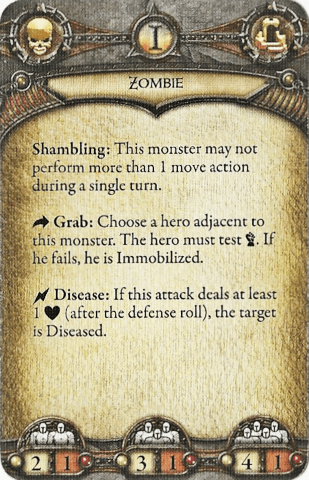 I
Zombie
Shambling: This monster may not
perform more than 1 move action
during a single turn.
Grab: Choose a hero adjacent to
this monster. The hero must test . If
he fails, he is Immobilized.
Disease: If this attack deals at least
1 (after the defense roll), the target
is Diseased.
2 1 3 1 4 1